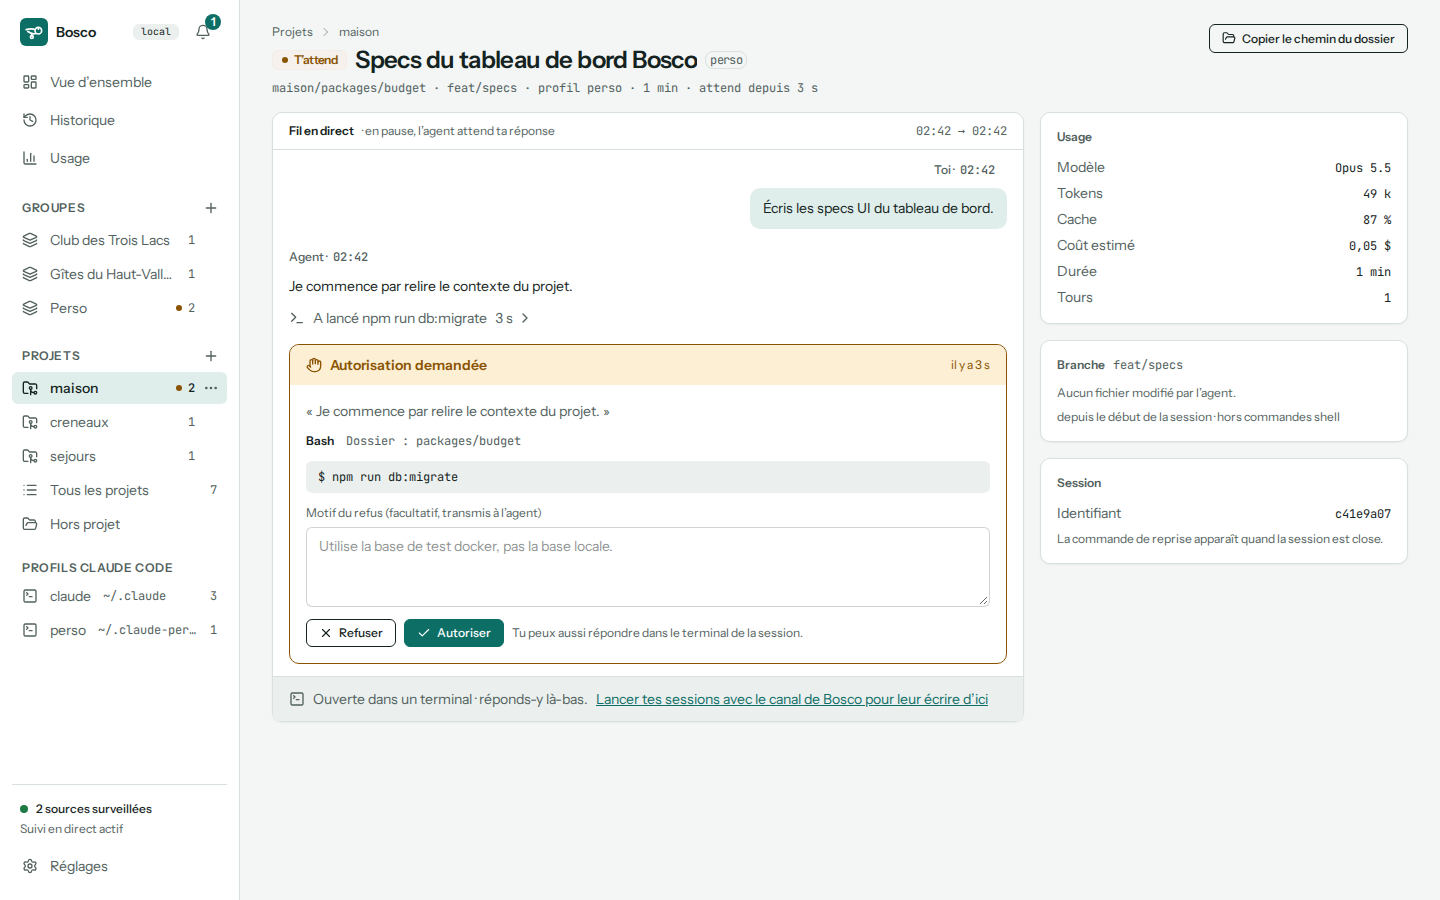 Bosco
local
1
Vue d'ensemble
Historique
Usage
GROUPES
Club des Trois Lacs 1
Gîtes du Haut-Vall… 1
Perso 2
PROJETS
maison 2
creneaux 1
sejours 1
Tous les projets 7
Hors projet
PROFILS CLAUDE CODE
claude ~/.claude 3
perso ~/.claude-per… 1
2 sources surveillées
Suivi en direct actif
Réglages
Projets > maison
T'attend Specs du tableau de bord Bosco perso
maison/packages/budget · feat/specs · profil perso · 1 min · attend depuis 3 s
Copier le chemin du dossier
Fil en direct · en pause, l'agent attend ta réponse 02:42 → 02:42
Toi · 02:42
Écris les specs UI du tableau de bord.
Agent · 02:42
Je commence par relire le contexte du projet.
A lancé npm run db:migrate 3 s
Autorisation demandée il y a 3 s
« Je commence par relire le contexte du projet. »
Bash Dossier : packages/budget
$ npm run db:migrate
Motif du refus (facultatif, transmis à l'agent)
Utilise la base de test docker, pas la base locale.
Refuser
Autoriser
Tu peux aussi répondre dans le terminal de la session.
Ouverte dans un terminal · réponds-y là-bas. Lancer tes sessions avec le canal de Bosco pour leur écrire d'ici
Usage
Modèle Opus 5.5
Tokens 49 k
Cache 87 %
Coût estimé 0,05 $
Durée 1 min
Tours 1
Branche feat/specs
Aucun fichier modifié par l'agent.
depuis le début de la session · hors commandes shell
Session
Identifiant c41e9a07
La commande de reprise apparaît quand la session est close.